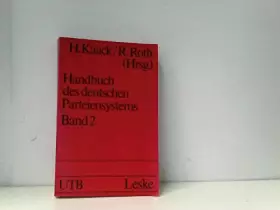 H. Kaack/R. Roth
(Hrsg.)
Handbuch
des deutschen
Parteiensystems
Band 2
UTB
Leske